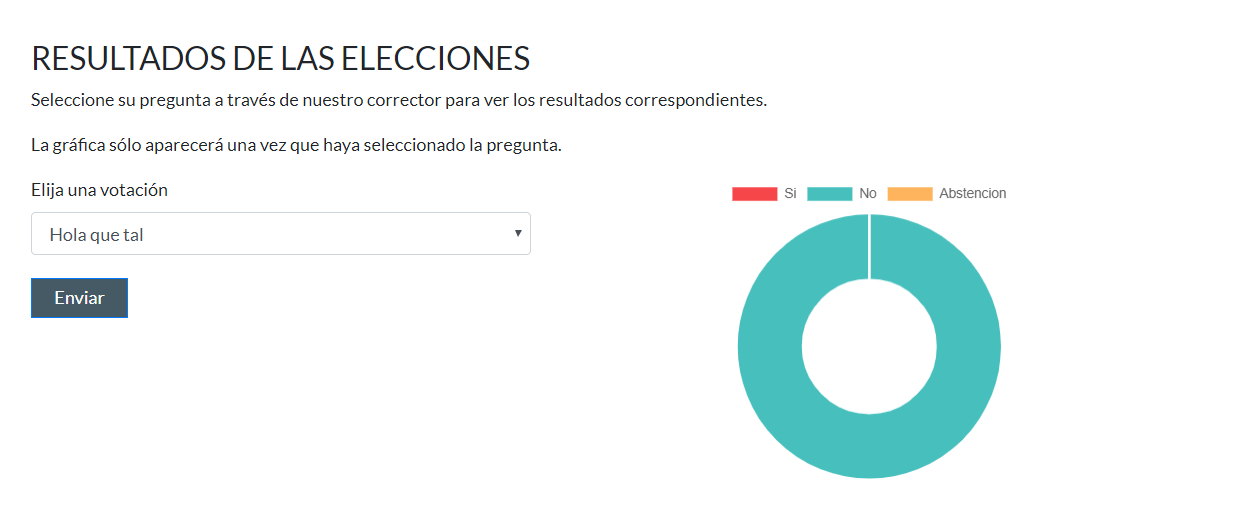 RESULTADOS DE LAS ELECCIONES
Seleccione su pregunta a través de nuestro corrector para ver los resultados correspondientes.
La gráfica sólo aparecerá una vez que haya seleccionado la pregunta.
Elija una votación
Hola que tal
Enviar
Si No Abstencion